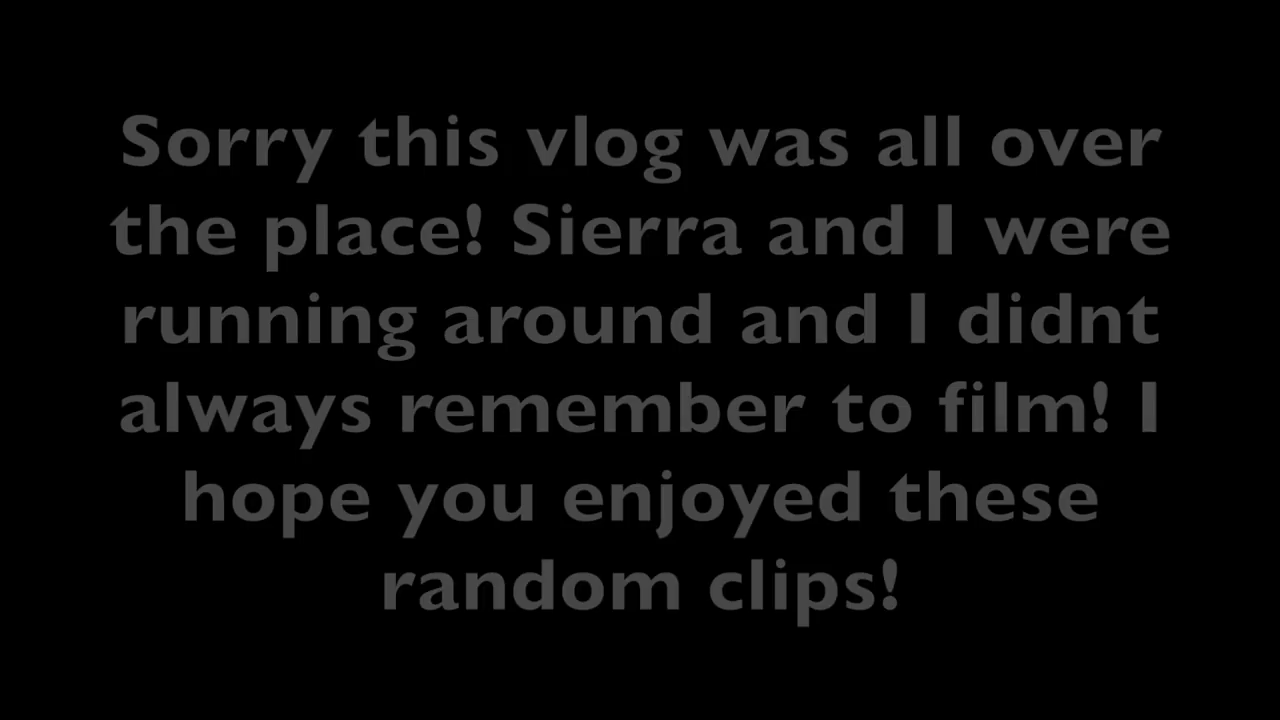 Sorry this vlog was all over
the place! Sierra and I were
running around and I didnt
always remember to film! I
hope you enjoyed these
random clips!